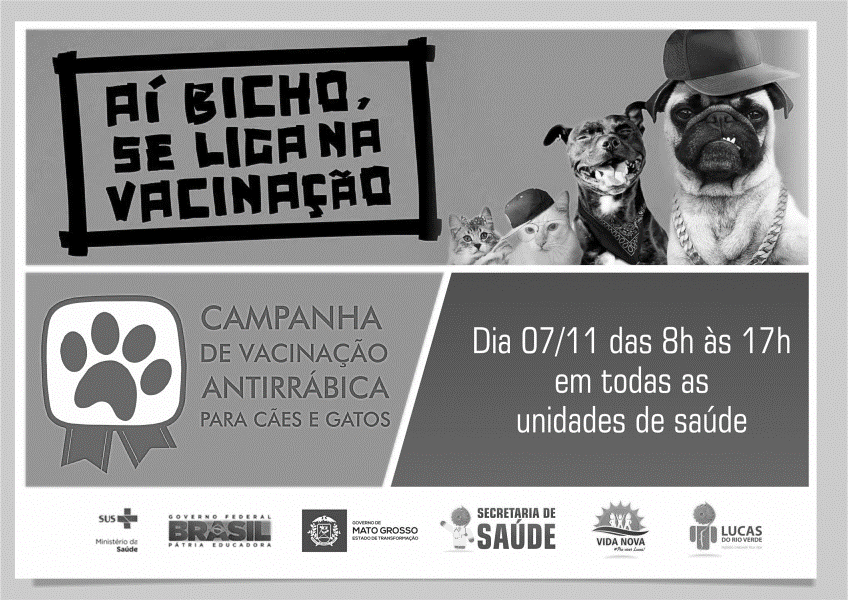 AÍ BICHO,
SE LIGA NA
VACINAÇÃO
CAMPANHA
DE VACINAÇÃO
ANTIRRÁBICA
PARA CÃES E GATOS
Dia 07/11 das 8h às 17h
em todas as
unidades de saúde
SUS
Ministério da
Saúde
GOVERNO FEDERAL
BRASIL
PÁTRIA EDUCADORA
GOVERNO DE
MATO GROSSO
ESTADO DE TRANSFORMAÇÃO
SECRETARIA DE
SAÚDE
VIDA NOVA
LUCAS
DO RIO VERDE